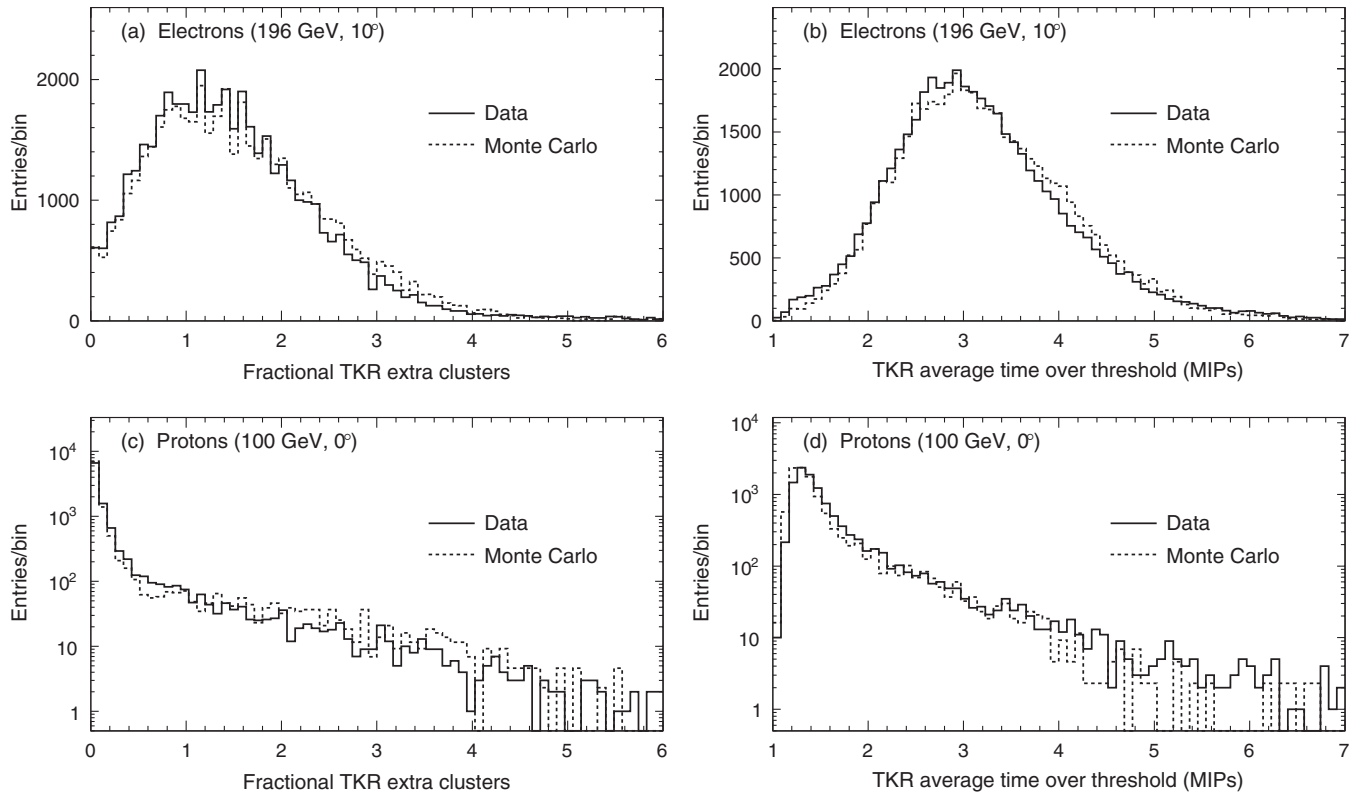 (a) Electrons (196 GeV, 10°)
2000
1000
0
Entries/bin
Data
Monte Carlo
0 1 2 3 4 5 6
Fractional TKR extra clusters
(b) Electrons (196 GeV, 10°)
2000
1500
1000
500
0
Entries/bin
Data
Monte Carlo
1 2 3 4 5 6 7
TKR average time over threshold (MIPs)
(c) Protons (100 GeV, 0°)
10⁴
10³
10²
10
1
Entries/bin
Data
Monte Carlo
0 1 2 3 4 5 6
Fractional TKR extra clusters
(d) Protons (100 GeV, 0°)
10⁴
10³
10²
10
1
Entries/bin
Data
Monte Carlo
1 2 3 4 5 6 7
TKR average time over threshold (MIPs)